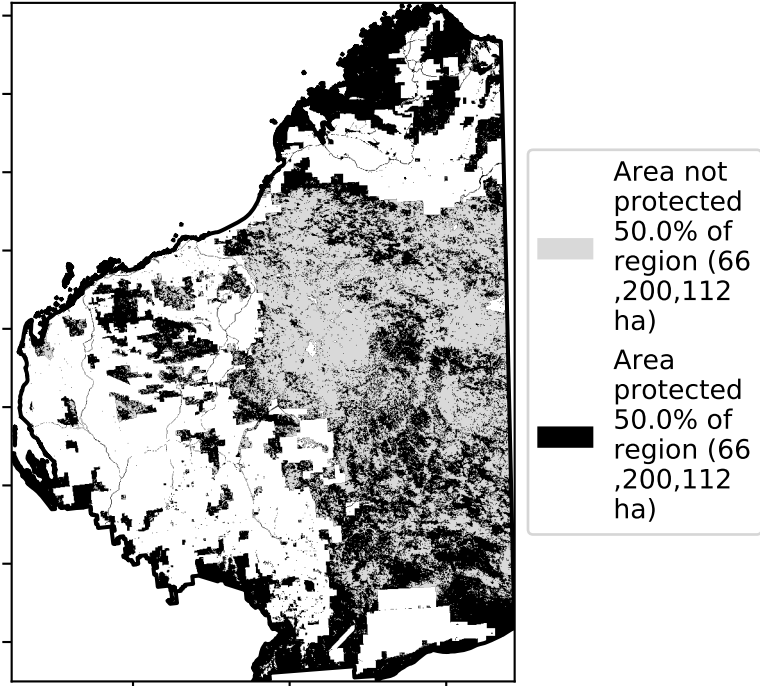 Area not
protected
50.0% of
region (66
,200,112
ha)
Area
protected
50.0% of
region (66
,200,112
ha)